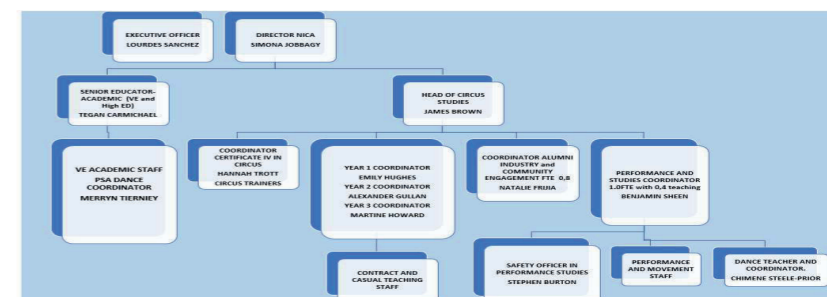 EXECUTIVE OFFICER
LOURDES SANCHEZ
DIRECTOR NICA
SIMONA JOBBAGY
SENIOR EDUCATOR-
ACADEMIC (VE and
High ED)
TEGAN CARMICHAEL
HEAD OF CIRCUS
STUDIES
JAMES BROWN
VE ACADEMIC STAFF
PSA DANCE
COORDINATOR
MERRYN TIERNEY
COORDINATOR
CERTIFICATE IV IN
CIRCUS
HANNAH TROTT
CIRCUS TRAINERS
YEAR 1 COORDINATOR
EMILY HUGHES
YEAR 2 COORDINATOR
ALEXANDER GULLAN
YEAR 3 COORDINATOR
MARTINE HOWARD
COORDINATOR ALUMNI
INDUSTRY and
COMMUNITY
ENGAGEMENT FTE 0,8
NATALIE FRIJIA
PERFORMANCE AND
STUDIES COORDINATOR
1.0FTE with 0,4 teaching
BENJAMIN SHEEN
CONTRACT AND
CASUAL TEACHING
STAFF
SAFETY OFFICER IN
PERFORMANCE STUDIES
STEPHEN BURTON
PERFORMANCE
AND MOVEMENT
STAFF
DANCE TEACHER AND
COORDINATOR.
CHIMENE STEELE-PRIOR